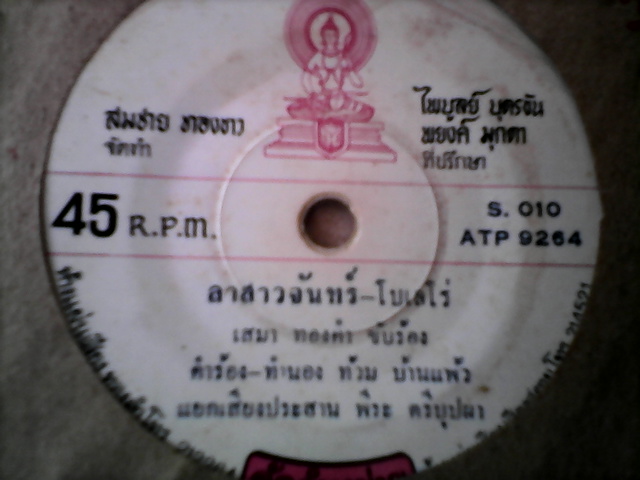 สมชาย ทองขาว
จัดทำ
ไพบูลย์ บุตรขัน
พยงค์ มุกดา
ที่ปรึกษา
45 R.P.M.
S. 010
ATP 9264
ลาสาวจันทร์-โบเลโร่
เสมา ทองคำ ขับร้อง
คำร้อง-ทำนอง ท้วม บ้านแพ้ว
แยกเสียงประสาน พีระ ตรีบุปผา